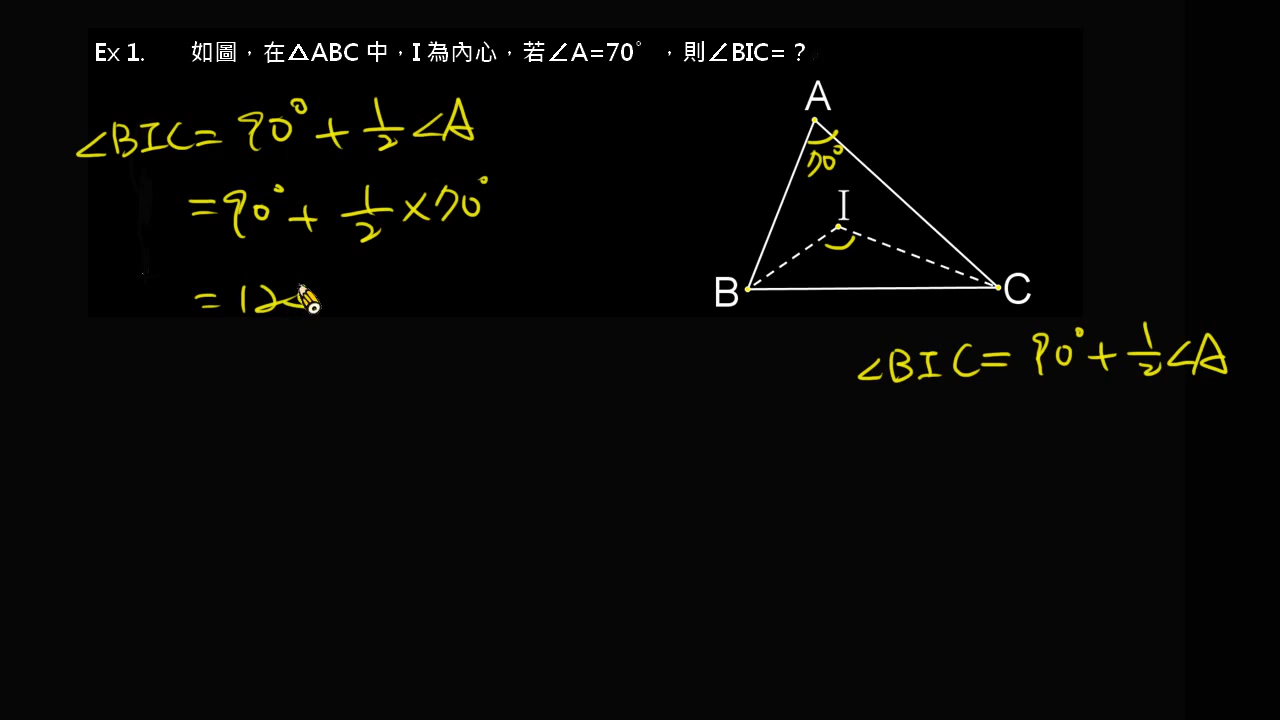 Ex 1. 如圖，在△ABC 中，I 為內心，若∠A=70°，則∠BIC=？
∠BIC= 90°+ 1/2 ∠A
=90°+ 1/2 ×70°
=12
A
70°
I
B
C
∠BIC= 90°+ 1/2 ∠A